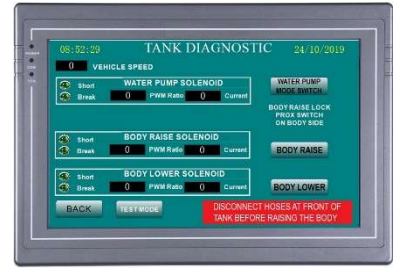 08:52:29 TANK DIAGNOSTIC 24/10/2019
0 VEHICLE SPEED
WATER PUMP SOLENOID
Short
Break 0 PWM Ratio 0 Current
WATER PUMP
MODE SWITCH
BODY RAISE LOCK
PROX SWITCH
ON BODY SIDE
BODY RAISE SOLENOID
Short
Break 0 PWM Ratio 0 Current
BODY RAISE
BODY LOWER SOLENOID
Short
Break 0 PWM Ratio 0 Current
BODY LOWER
BACK
TEST MODE
DISCONNECT HOSES AT FRONT OF
TANK BEFORE RAISING THE BODY